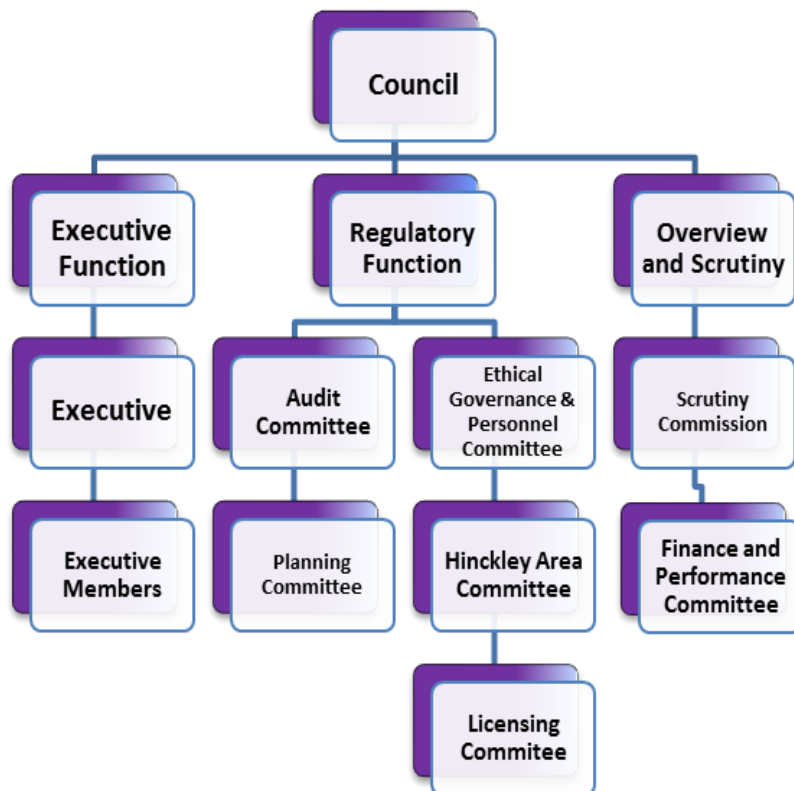 Council
Executive
Function
Regulatory
Function
Overview
and Scrutiny
Executive
Audit
Committee
Ethical
Governance &
Personnel
Committee
Scrutiny
Commission
Executive
Members
Planning
Committee
Hinckley Area
Committee
Finance and
Performance
Committee
Licensing
Commitee